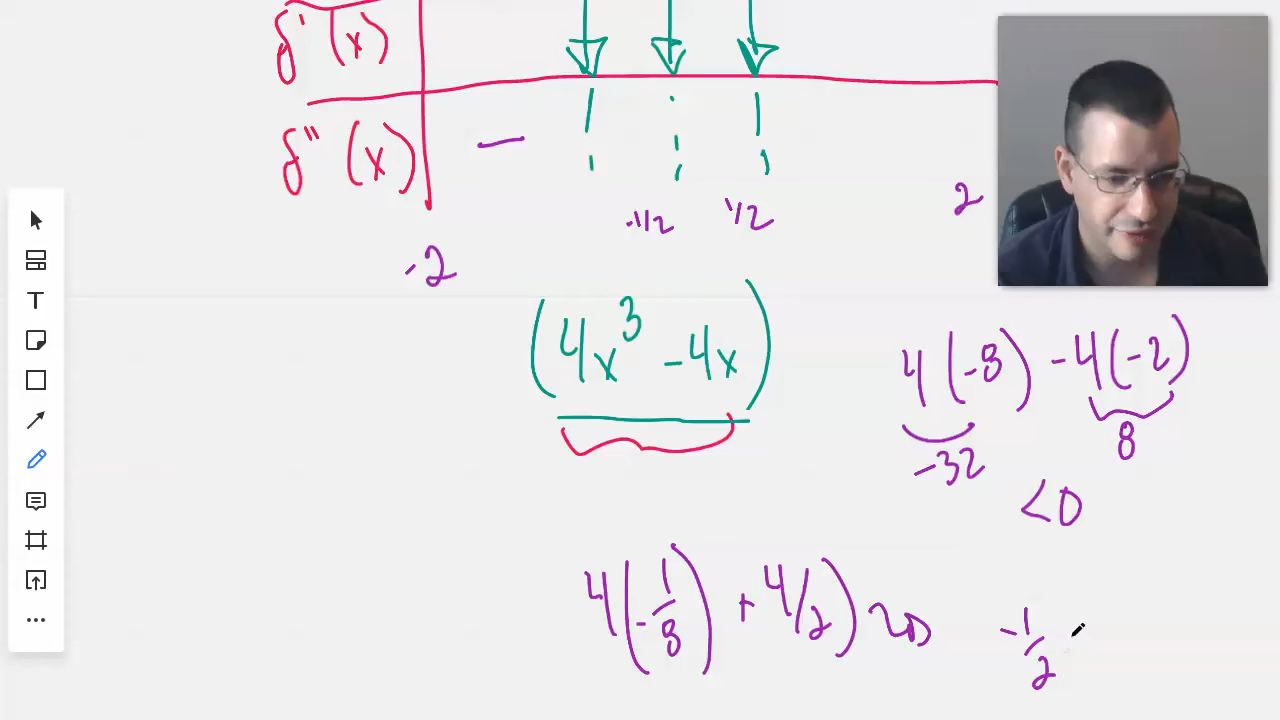 f'(x)
f''(x) −
-1/2 1/2 2
-2
(4x³ -4x)
4(-8) -4(-2)
-32 8
<0
4(-1/8) + 4/2)
-1/2